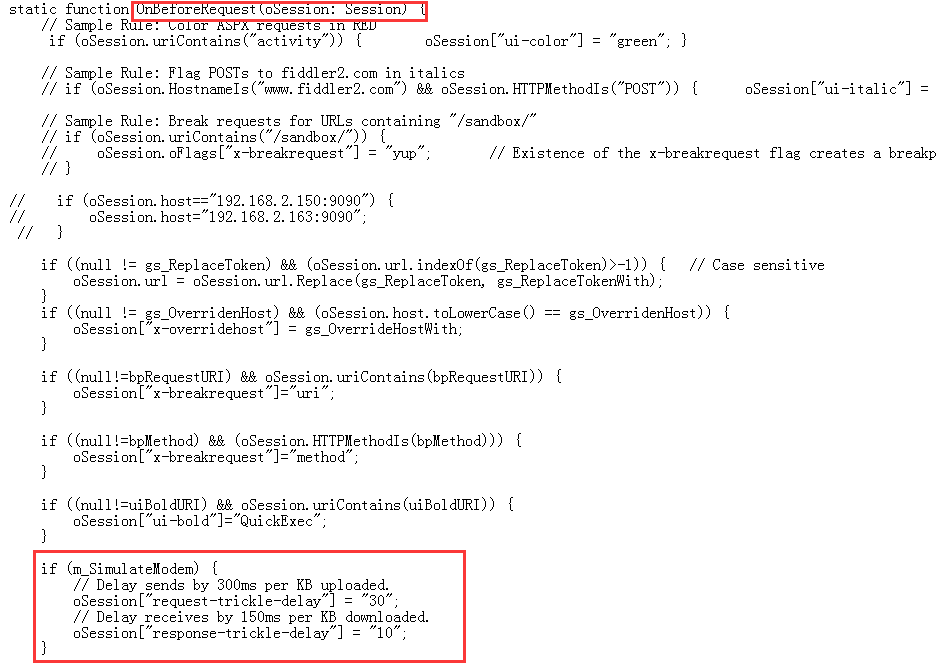 static function OnBeforeRequest(oSession: Session) {
    // Sample Rule: Color ASPX requests in RED
     if (oSession.uriContains("activity")) {        oSession["ui-color"] = "green"; }

    // Sample Rule: Flag POSTs to fiddler2.com in italics
    // if (oSession.HostnameIs("www.fiddler2.com") && oSession.HTTPMethodIs("POST")) {      oSession["ui-italic"] =

    // Sample Rule: Break requests for URLs containing "/sandbox/"
    // if (oSession.uriContains("/sandbox/")) {
    //     oSession.oFlags["x-breakrequest"] = "yup";       // Existence of the x-breakrequest flag creates a breakp
    // }

//    if (oSession.host=="192.168.2.150:9090") {
//        oSession.host="192.168.2.163:9090";
 //   }

    if ((null != gs_ReplaceToken) && (oSession.url.indexOf(gs_ReplaceToken)>-1)) {   // Case sensitive
        oSession.url = oSession.url.Replace(gs_ReplaceToken, gs_ReplaceTokenWith);
    }
    if ((null != gs_OverridenHost) && (oSession.host.toLowerCase() == gs_OverridenHost)) {
        oSession["x-overridehost"] = gs_OverrideHostWith;
    }

    if ((null!=bpRequestURI) && oSession.uriContains(bpRequestURI)) {
        oSession["x-breakrequest"]="uri";
    }

    if ((null!=bpMethod) && (oSession.HTTPMethodIs(bpMethod))) {
        oSession["x-breakrequest"]="method";
    }

    if ((null!=uiBoldURI) && oSession.uriContains(uiBoldURI)) {
        oSession["ui-bold"]="QuickExec";
    }

    if (m_SimulateModem) {
        // Delay sends by 300ms per KB uploaded.
        oSession["request-trickle-delay"] = "30";
        // Delay receives by 150ms per KB downloaded.
        oSession["response-trickle-delay"] = "10";
    }